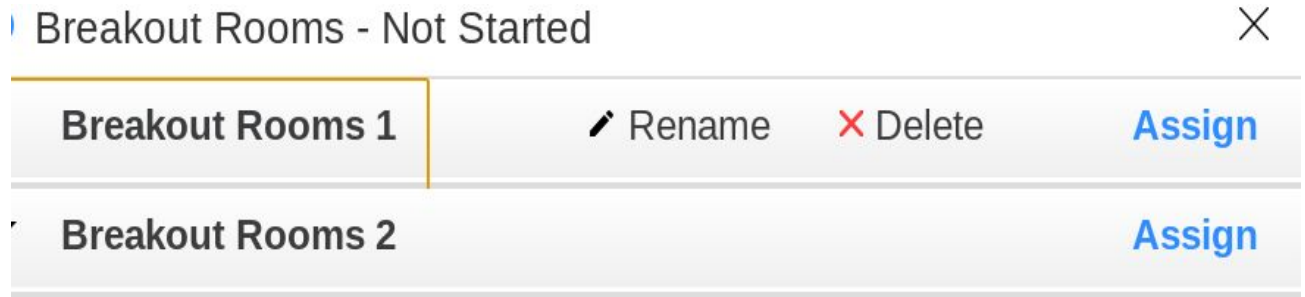 Breakout Rooms - Not Started
Breakout Rooms 1 Rename Delete Assign
Breakout Rooms 2 Assign